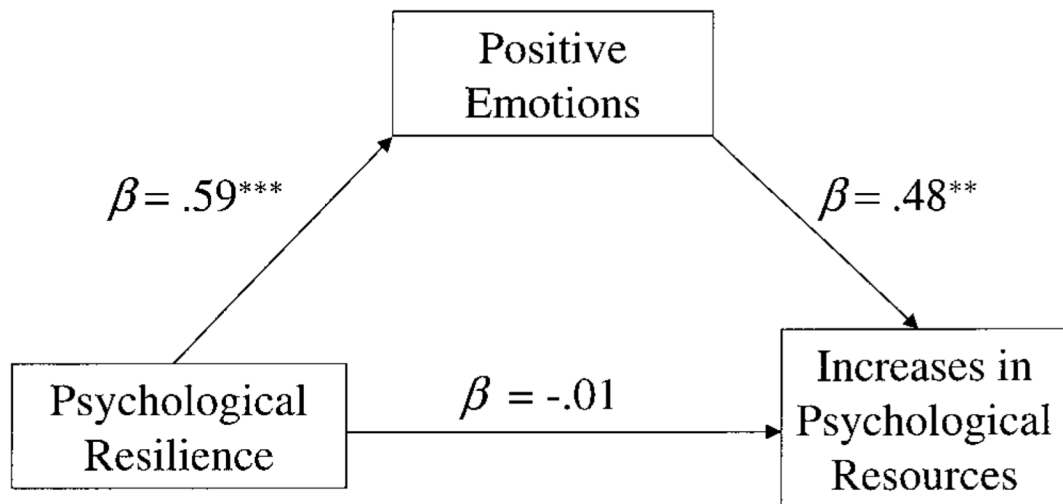 Positive
Emotions
β = .59***
β = .48**
Psychological
Resilience
β = -.01
Increases in
Psychological
Resources